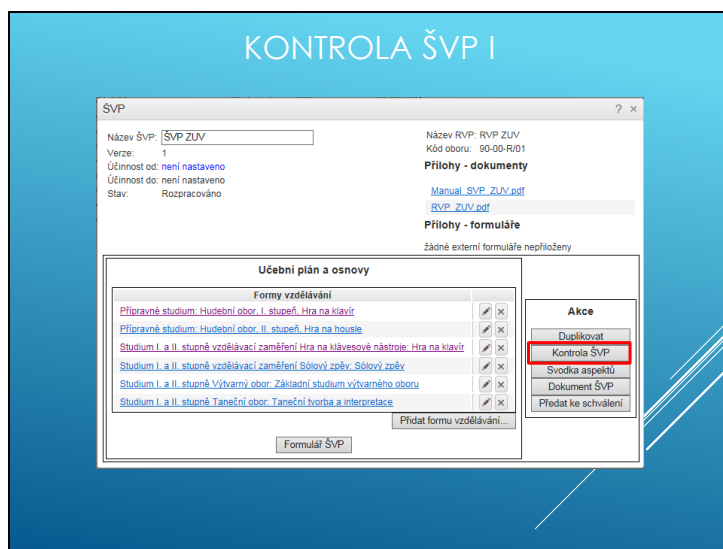 KONTROLA ŠVP I
ŠVP
? ×
Název ŠVP: ŠVP ZUV
Verze: 1
Účinnost od: není nastaveno
Účinnost do: není nastaveno
Stav: Rozpracováno
Název RVP: RVP ZUV
Kód oboru: 90-00-R/01
Přílohy - dokumenty
Manual_SVP_ZUV.pdf
RVP_ZUV.pdf
Přílohy - formuláře
žádné externí formuláře nepřiloženy
Učební plán a osnovy
Formy vzdělávání
Přípravné studium: Hudební obor, I. stupeň, Hra na klavír
Přípravné studium: Hudební obor, II. stupeň, Hra na housle
Studium I. a II. stupně vzdělávací zaměření Hra na klávesové nástroje: Hra na klavír
Studium I. a II. stupně vzdělávací zaměření Sólový zpěv: Sólový zpěv
Studium I. a II. stupně Výtvarný obor: Základní studium výtvarného oboru
Studium I. a II. stupně Taneční obor: Taneční tvorba a interpretace
Přidat formu vzdělávání...
Formulář ŠVP
Akce
Duplikovat
Kontrola ŠVP
Svodka aspektů
Dokument ŠVP
Předat ke schválení